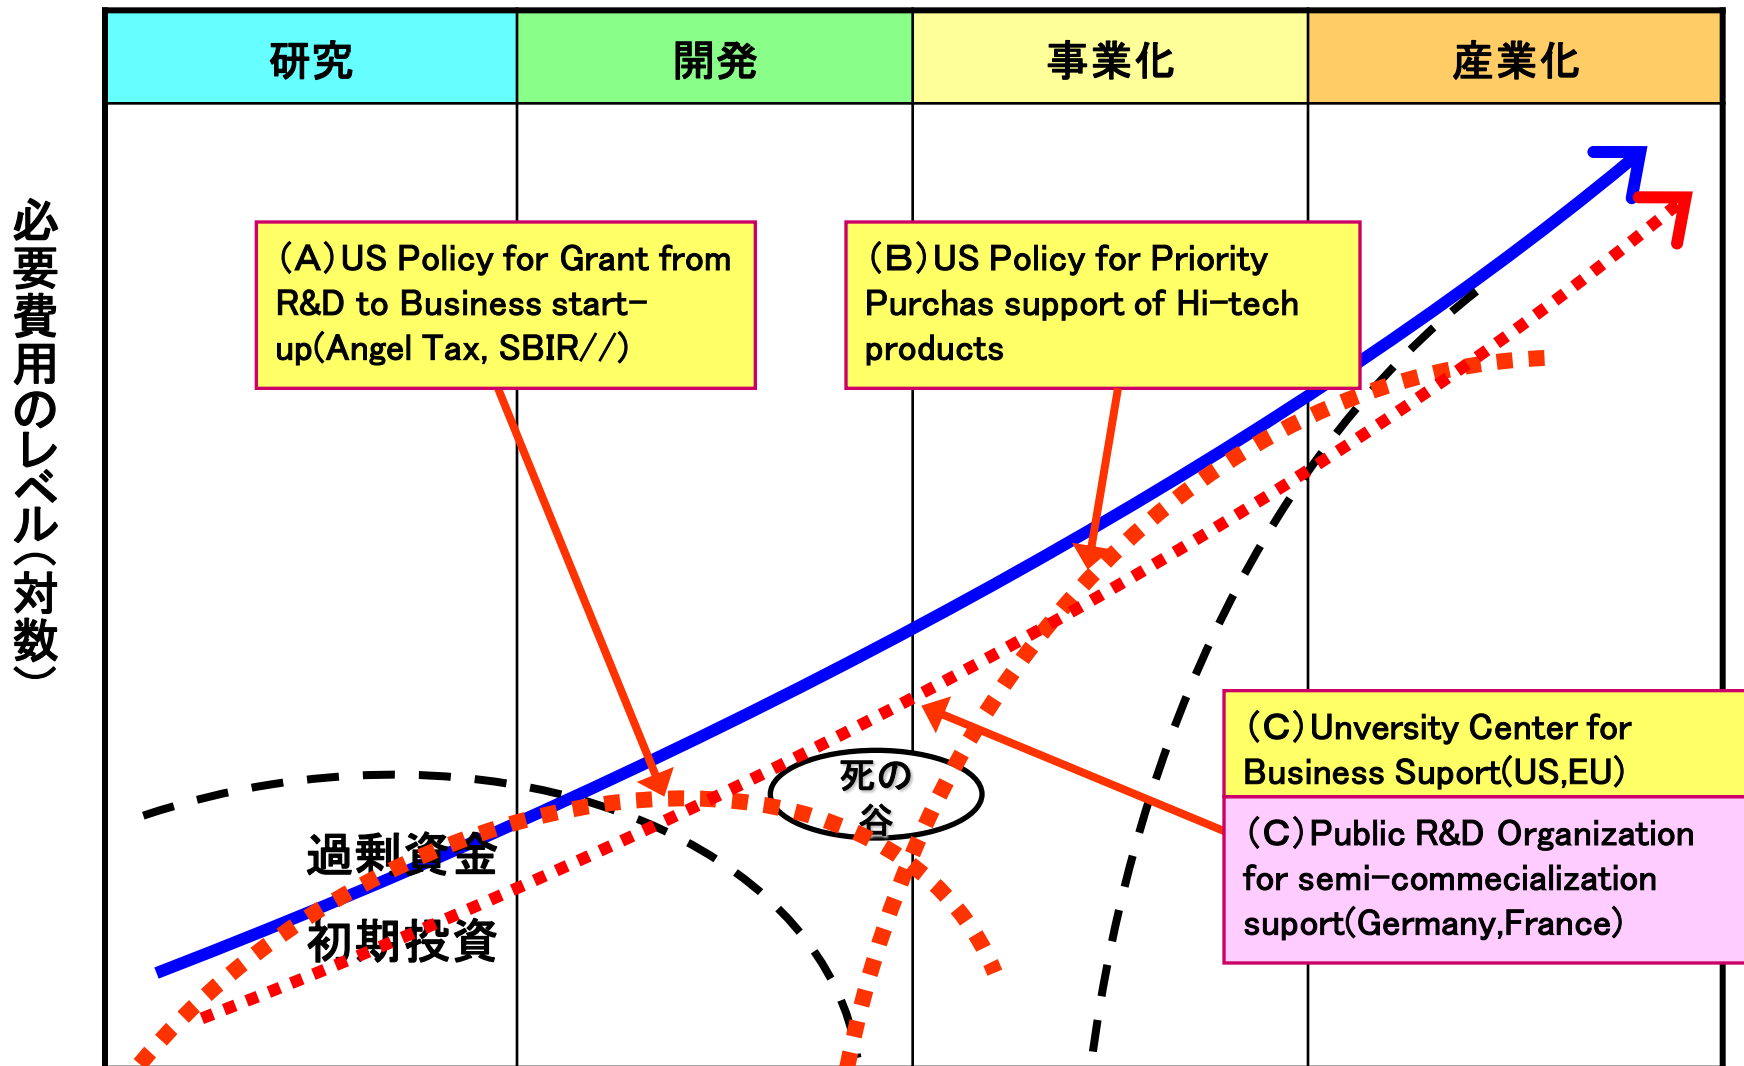 研究
開発
事業化
産業化
必要費用のレベル（対数）
（A）US Policy for Grant from
R&D to Business start-
up(Angel Tax, SBIR//)
（B）US Policy for Priority
Purchas support of Hi-tech
products
（C）Unversity Center for
Business Suport(US,EU)
（C）Public R&D Organization
for semi-commecialization
suport(Germany,France)
死の
谷
過剰資金
初期投資